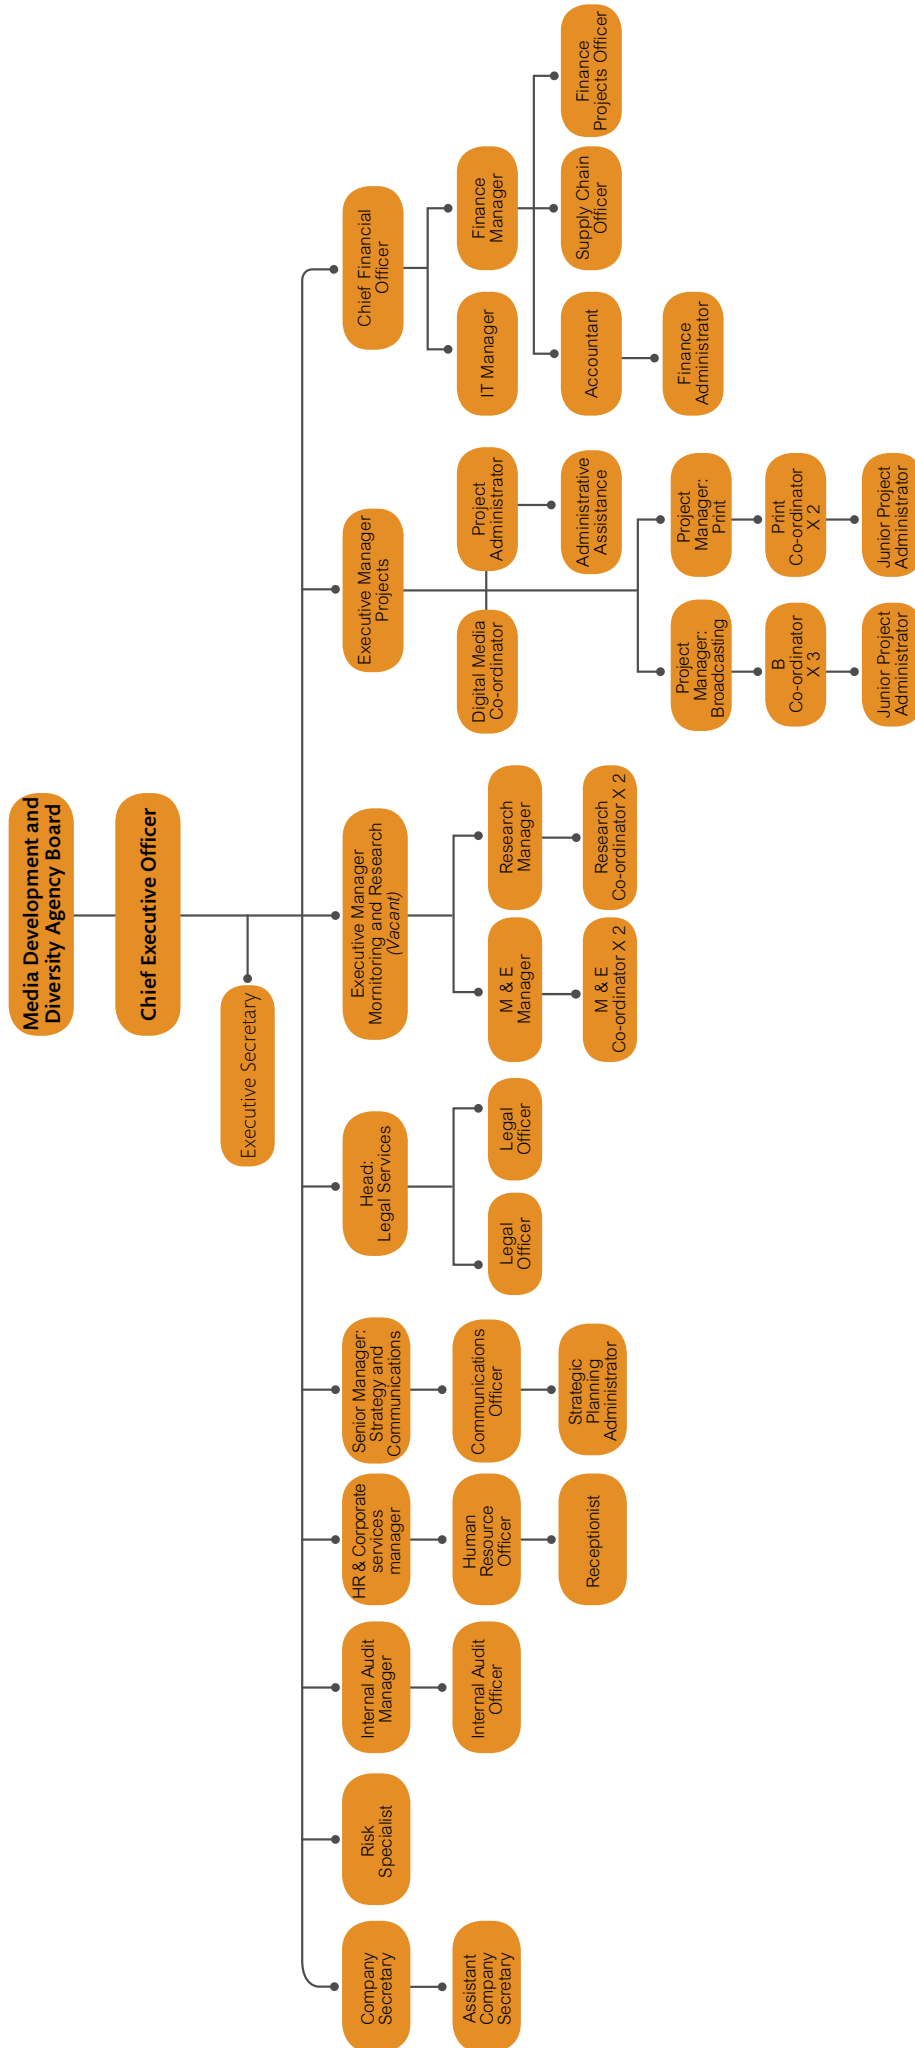 Media Development and
Diversity Agency Board
Chief Executive Officer
Executive Secretary
Company
Secretary
Risk
Specialist
Internal Audit
Manager
HR & Corporate
services
manager
Senior Manager:
Strategy and
Communications
Head:
Legal Services
Executive Manager
Mornitoring and Research
(Vacant)
Executive Manager
Projects
Chief Financial
Officer
Assistant
Company
Secretary
Internal Audit
Officer
Human
Resource
Officer
Communications
Officer
Legal
Officer
Legal
Officer
M & E
Manager
Research
Manager
Digital Media
Co-ordinator
Project
Administrator
IT Manager
Finance
Manager
Receptionist
Strategic
Planning
Administrator
M & E
Co-ordinator X 2
Research
Co-ordinator X 2
Administrative
Assistance
Accountant
Supply Chain
Officer
Finance
Projects Officer
Project
Manager:
Broadcasting
Project
Manager:
Print
Finance
Administrator
B
Co-ordinator
X 3
Print
Co-ordinator
X 2
Junior Project
Administrator
Junior Project
Administrator